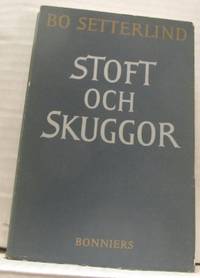 BO SETTERLIND
STOFT
OCH
SKUGGOR
BONNIERS